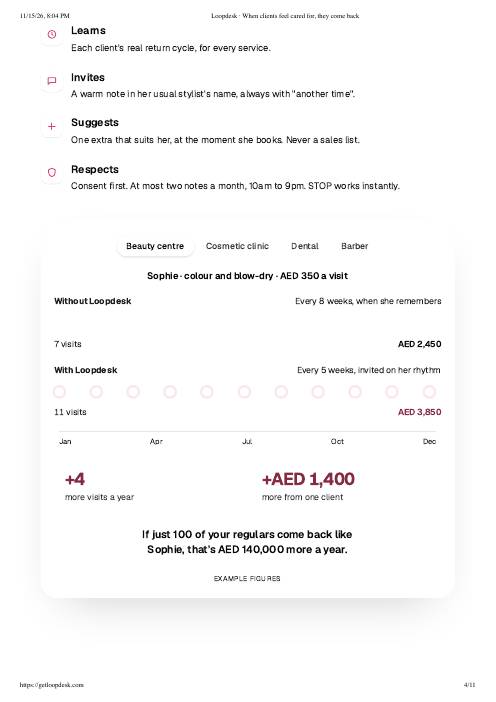 11/15/26, 8:04 PM Loopdesk · When clients feel cared for, they come back
Learns
Each client's real return cycle, for every service.
Invites
A warm note in her usual stylist's name, always with "another time".
Suggests
One extra that suits her, at the moment she books. Never a sales list.
Respects
Consent first. At most two notes a month, 10am to 9pm. STOP works instantly.
Beauty centre Cosmetic clinic Dental Barber
Sophie · colour and blow-dry · AED 350 a visit
Without Loopdesk Every 8 weeks, when she remembers
7 visits AED 2,450
With Loopdesk Every 5 weeks, invited on her rhythm
11 visits AED 3,850
Jan Apr Jul Oct Dec
+4 +AED 1,400
more visits a year more from one client
If just 100 of your regulars come back like
Sophie, that's AED 140,000 more a year.
EXAMPLE FIGURES
https://getloopdesk.com 4/11